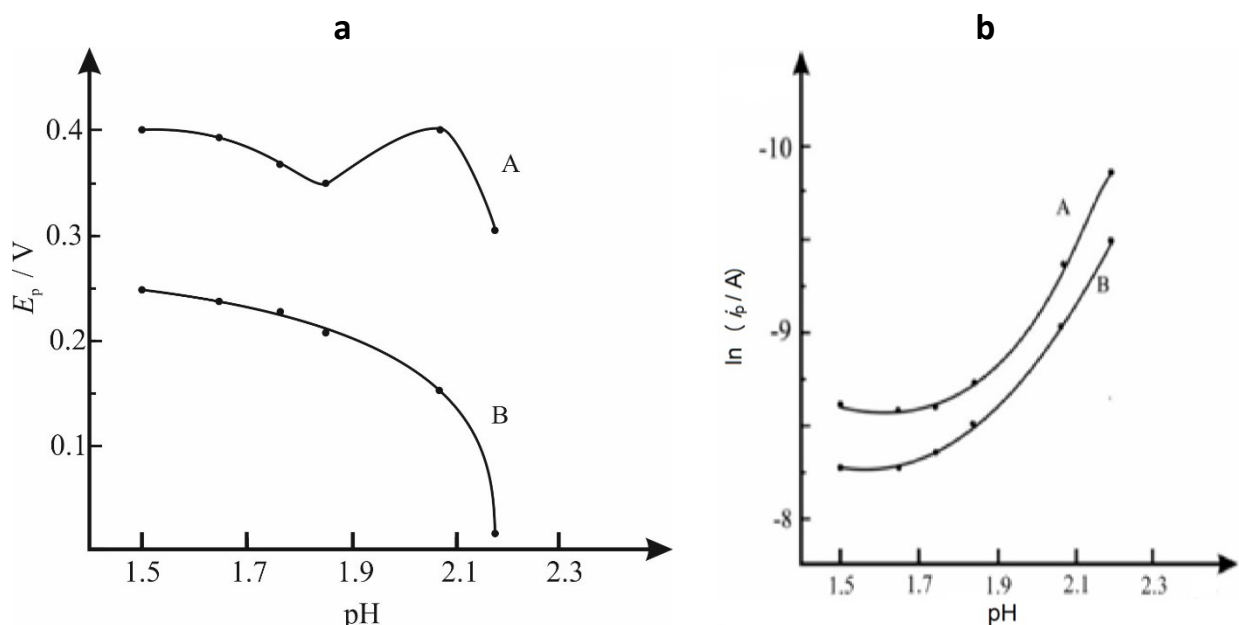 a
0.4
0.3
0.2
0.1
E_p / V
A
B
1.5 1.7 1.9 2.1 2.3
pH
b
-10
-9
-8
ln ( i_p / A)
A
B
1.5 1.7 1.9 2.1 2.3
pH